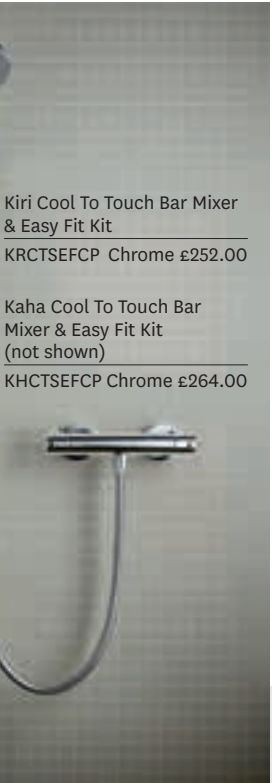 Kiri Cool To Touch Bar Mixer
& Easy Fit Kit
KRCTSEFCP Chrome £252.00
Kaha Cool To Touch Bar
Mixer & Easy Fit Kit
(not shown)
KHCTSEFCP Chrome £264.00